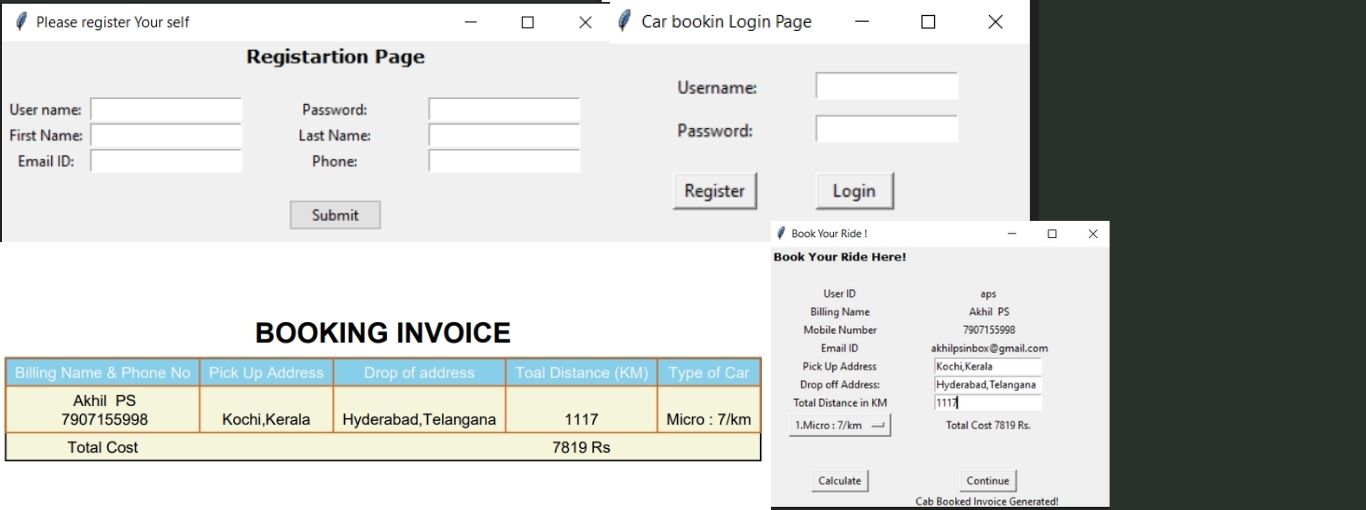 Please register Your self
Registartion Page
User name:
Password:
First Name:
Last Name:
Email ID:
Phone:
Submit
Car bookin Login Page
Username:
Password:
Register
Login
BOOKING INVOICE
Billing Name & Phone No
Pick Up Address
Drop of address
Toal Distance (KM)
Type of Car
Akhil PS
7907155998
Kochi,Kerala
Hyderabad,Telangana
1117
Micro : 7/km
Total Cost
7819 Rs
Book Your Ride !
Book Your Ride Here!
User ID
aps
Billing Name
Akhil PS
Mobile Number
7907155998
Email ID
akhilpsinbox@gmail.com
Pick Up Address
Kochi,Kerala
Drop off Address:
Hyderabad,Telangana
Total Distance in KM
1117
1.Micro : 7/km
Total Cost 7819 Rs.
Calculate
Continue
Cab Booked Invoice Generated!